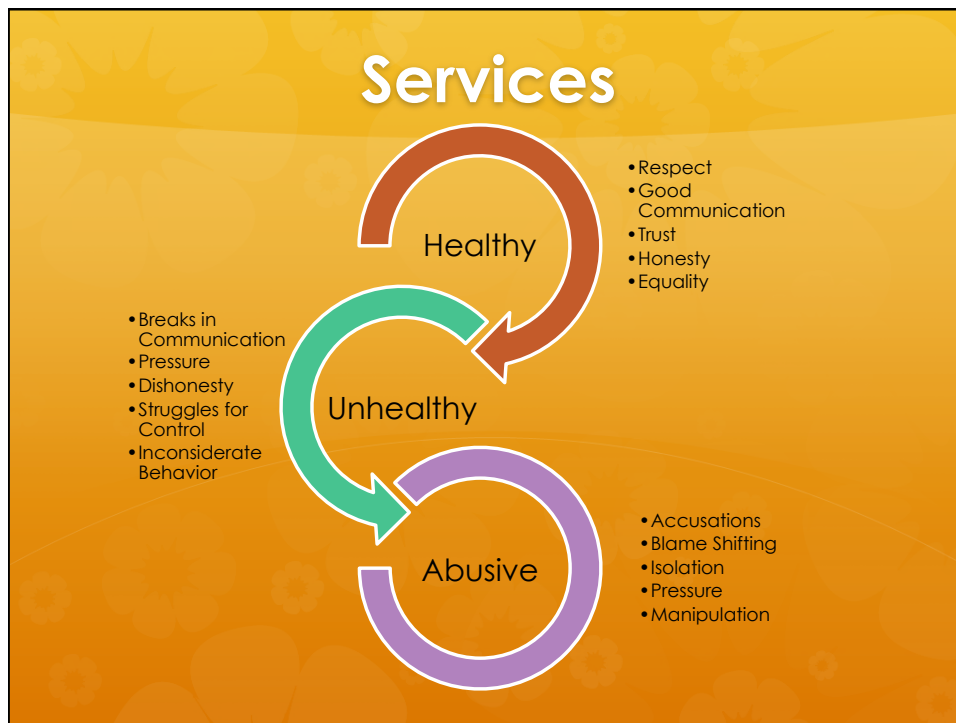 Services
Healthy
•Respect
•Good
Communication
•Trust
•Honesty
•Equality
•Breaks in
Communication
•Pressure
•Dishonesty
•Struggles for
Control
•Inconsiderate
Behavior
Unhealthy
Abusive
•Accusations
•Blame Shifting
•Isolation
•Pressure
•Manipulation